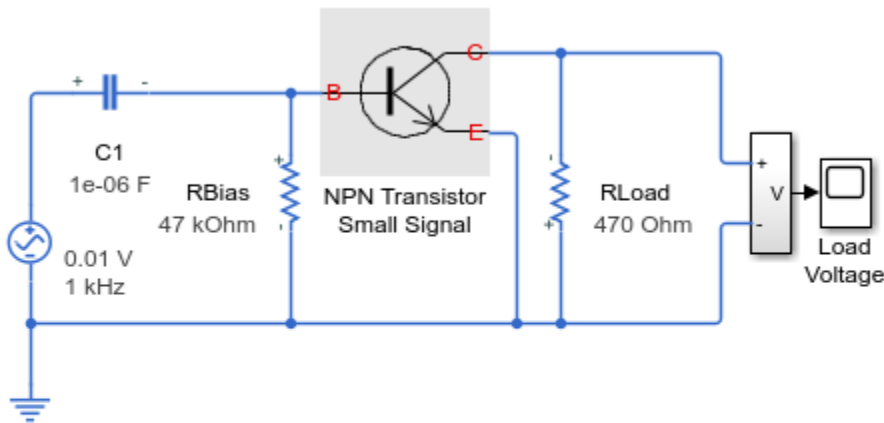 C
B
E
+ -
C1
1e-06 F
+
RBias
47 kOhm
-
NPN Transistor
Small Signal
-
RLoad
470 Ohm
+
+
V
-
Load
Voltage
+
-
0.01 V
1 kHz